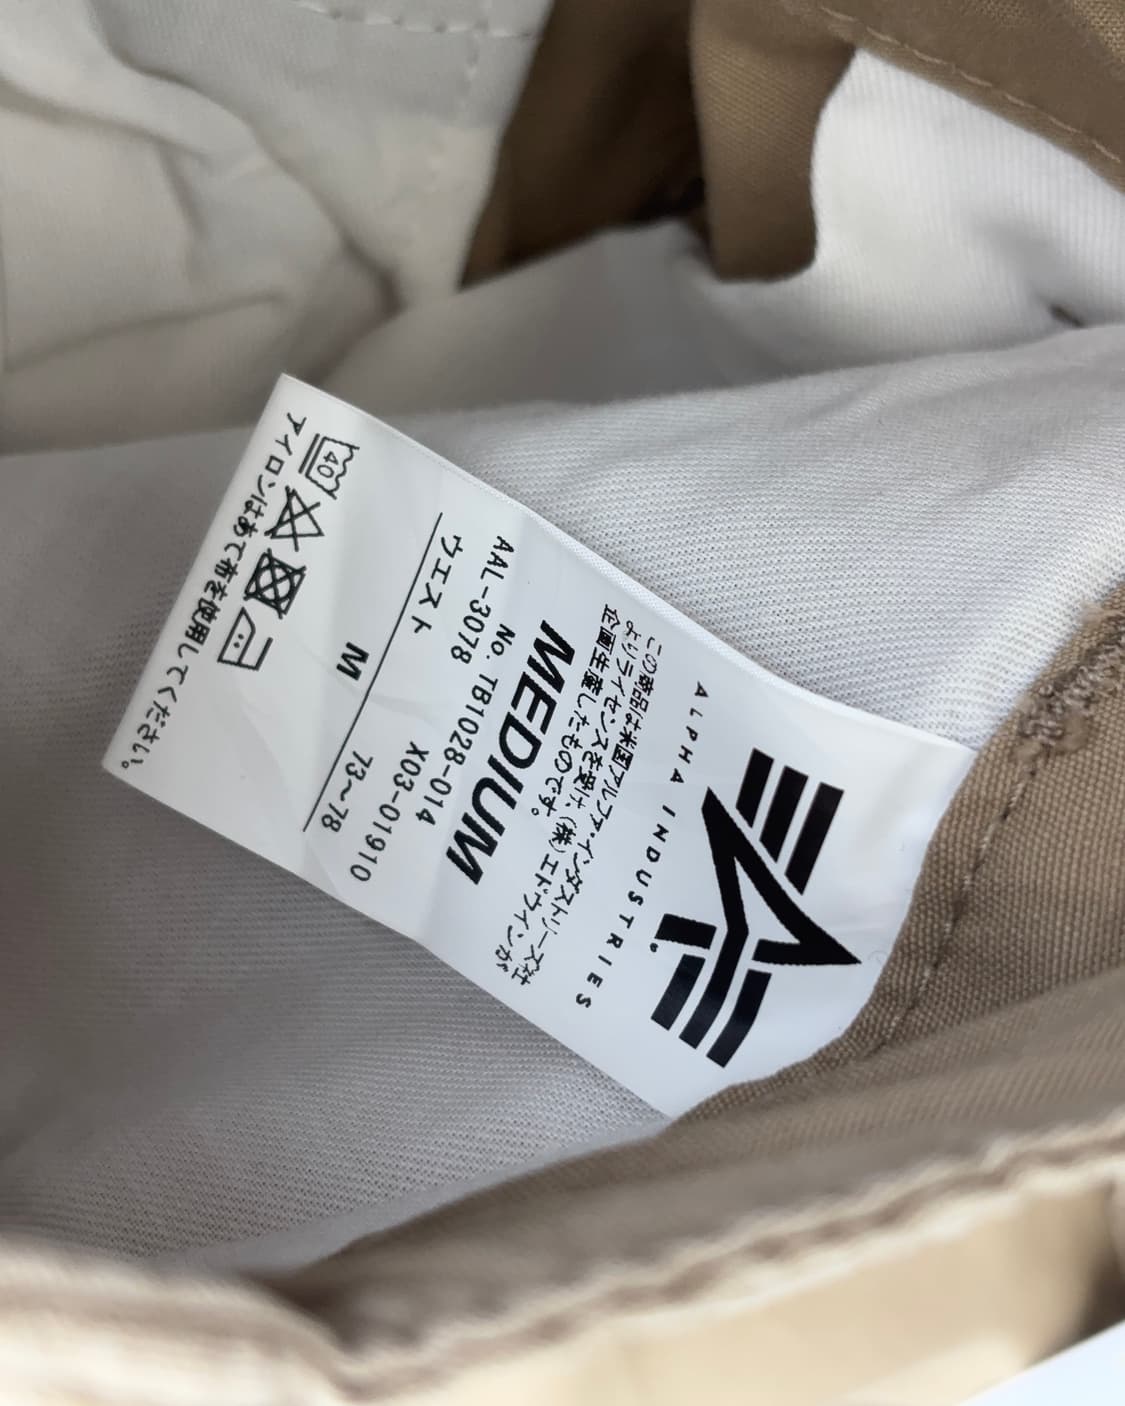 ALPHA INDUSTRIES
この商品は米国アルファ・インダストリーズ社
よりライセンスを受け、(株)エドウインが
企画生産したものです。
MEDIUM
No. TB1028-014
AAL-3078 X03-01910
ウエスト 73~78
M
40
アイロンはあて布を使用してください。